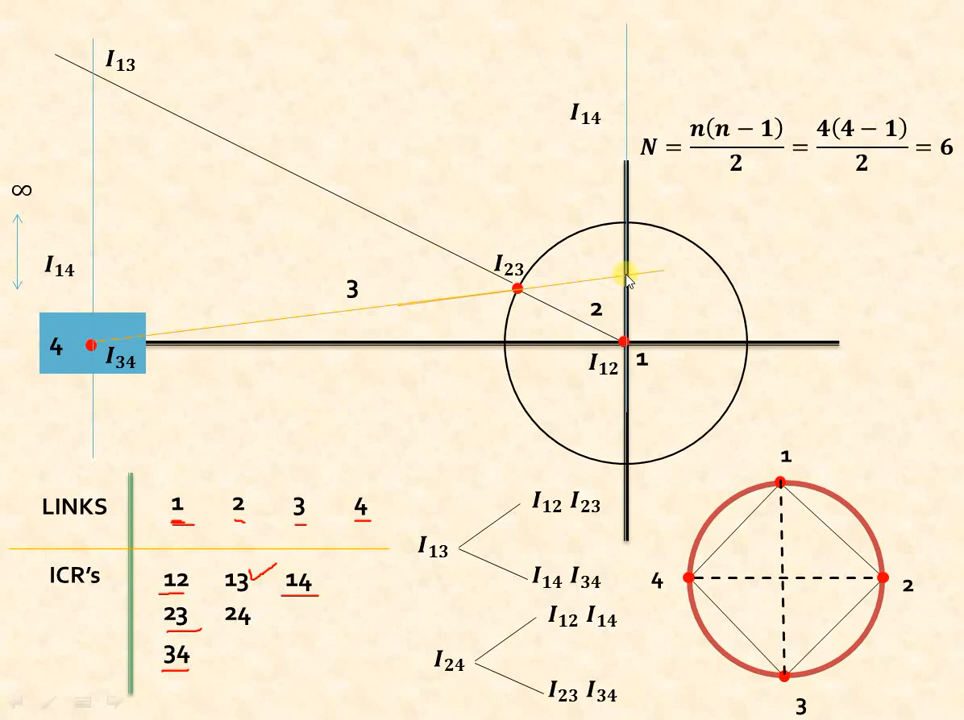 I₁₃
I₁₄
N = n(n − 1)/2 = 4(4 − 1)/2 = 6
∞
I₁₄
I₂₃
3
2
4
I₃₄
I₁₂
1
LINKS 1 2 3 4
ICR's 12 13 ✓ 14
23 24
34
I₁₃
I₁₂ I₂₃
I₁₄ I₃₄
I₂₄
I₁₂ I₁₄
I₂₃ I₃₄
1
4
2
3